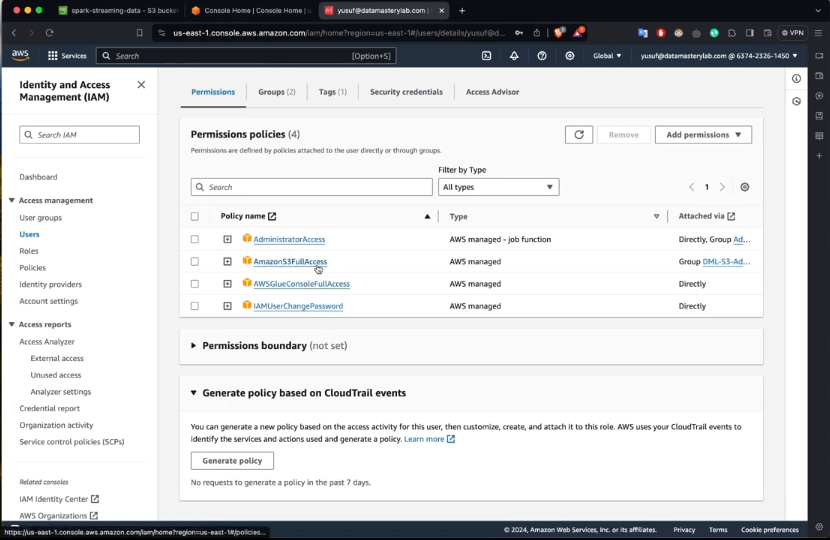 spark-streaming-data - S3 bucket
Console Home | Console Home | u
yusuf@datamasterylab.com | I
us-east-1.console.aws.amazon.com/iam/home?region=us-east-1#/users/details/yusuf@d...
VPN
aws
Services
Search
[Option+S]
Global
yusuf@datamasterylab.com @ 6374-2326-1450
Identity and Access
Management (IAM)
Search IAM
Dashboard
Access management
User groups
Users
Roles
Policies
Identity providers
Account settings
Access reports
Access Analyzer
External access
Unused access
Analyzer settings
Credential report
Organization activity
Service control policies (SCPs)
Related consoles
IAM Identity Center
AWS Organizations
Permissions
Groups (2)
Tags (1)
Security credentials
Access Advisor
Permissions policies (4)
Permissions are defined by policies attached to the user directly or through groups.
Remove
Add permissions
Filter by Type
Search
All types
1
Policy name
Type
Attached via
AdministratorAccess
AWS managed - job function
Directly, Group Ad...
AmazonS3FullAccess
AWS managed
Group DML-S3-Ad...
AWSGlueConsoleFullAccess
AWS managed
Directly
IAMUserChangePassword
AWS managed
Directly
Permissions boundary (not set)
Generate policy based on CloudTrail events
You can generate a new policy based on the access activity for this user, then customize, create, and attach it to this role. AWS uses your CloudTrail events to
identify the services and actions used and generate a policy. Learn more
Generate policy
No requests to generate a policy in the past 7 days.
https://us-east-1.console.aws.amazon.com/iam/home?region=us-east-1#/policies...
© 2024, Amazon Web Services, Inc. or its affiliates.
Privacy
Terms
Cookie preferences